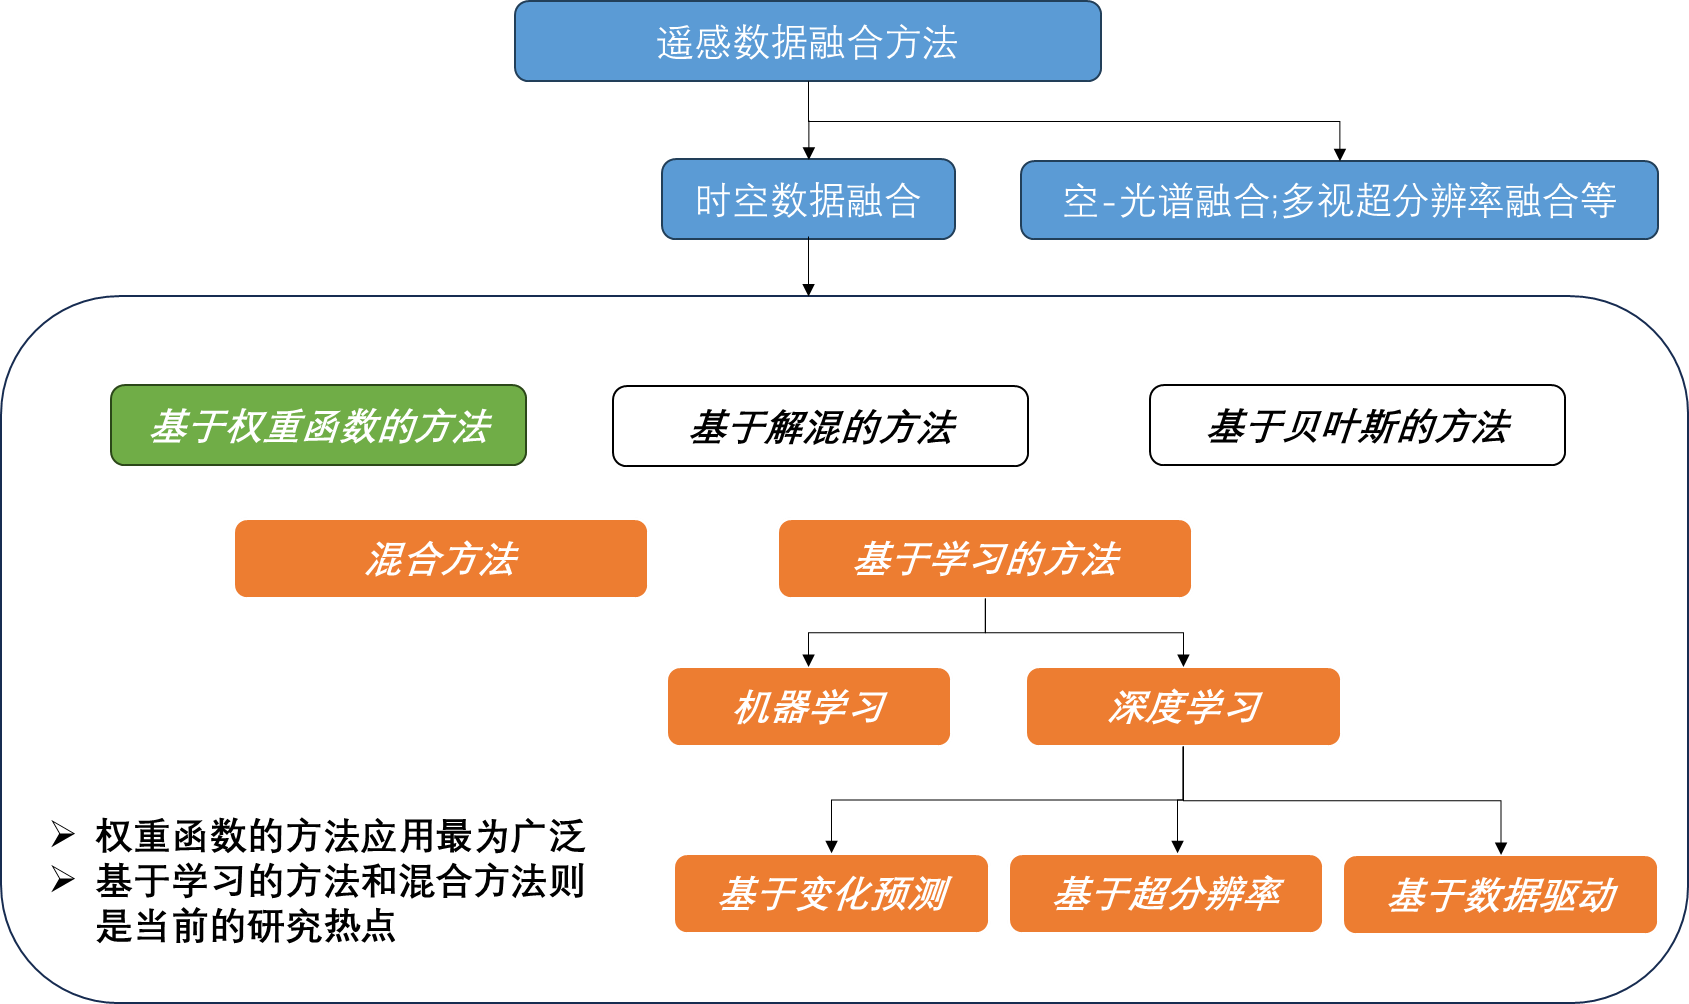 遥感数据融合方法
时空数据融合
空-光谱融合;多视超分辨率融合等
基于权重函数的方法
基于解混的方法
基于贝叶斯的方法
混合方法
基于学习的方法
机器学习
深度学习
基于变化预测
基于超分辨率
基于数据驱动
➢ 权重函数的方法应用最为广泛
➢ 基于学习的方法和混合方法则
是当前的研究热点